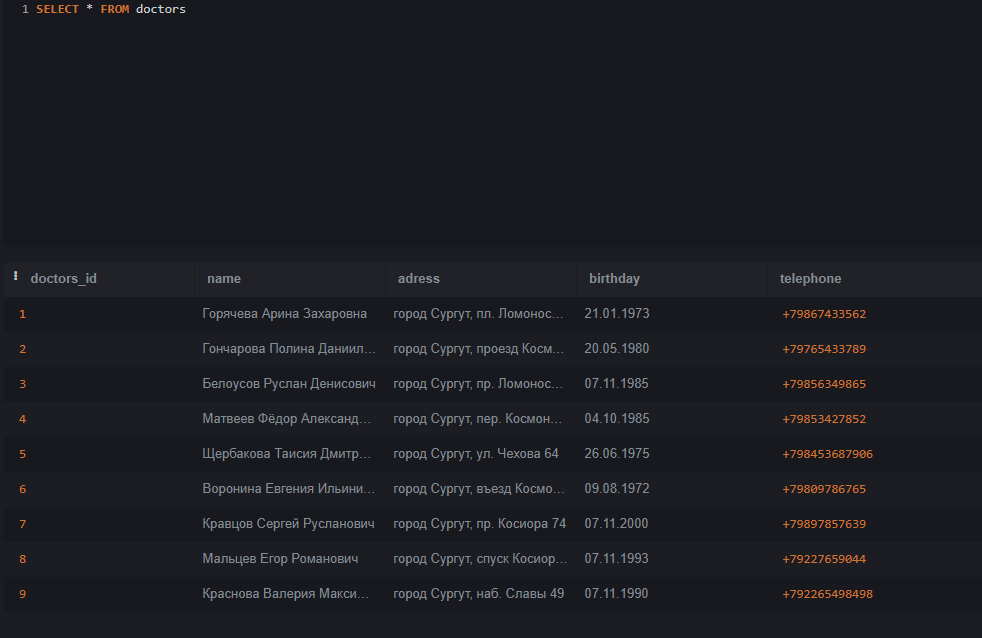 1 SELECT * FROM doctors
doctors_id name adress birthday telephone
1 Горячева Арина Захаровна город Сургут, пл. Ломонос... 21.01.1973 +79867433562
2 Гончарова Полина Даниил... город Сургут, проезд Косм... 20.05.1980 +79765433789
3 Белоусов Руслан Денисович город Сургут, пр. Ломонос... 07.11.1985 +79856349865
4 Матвеев Фёдор Александ... город Сургут, пер. Космон... 04.10.1985 +79853427852
5 Щербакова Таисия Дмитр... город Сургут, ул. Чехова 64 26.06.1975 +798453687906
6 Воронина Евгения Ильини... город Сургут, въезд Космо... 09.08.1972 +79809786765
7 Кравцов Сергей Русланович город Сургут, пр. Косиора 74 07.11.2000 +79897857639
8 Мальцев Егор Романович город Сургут, спуск Косиор... 07.11.1993 +79227659044
9 Краснова Валерия Макси... город Сургут, наб. Славы 49 07.11.1990 +792265498498